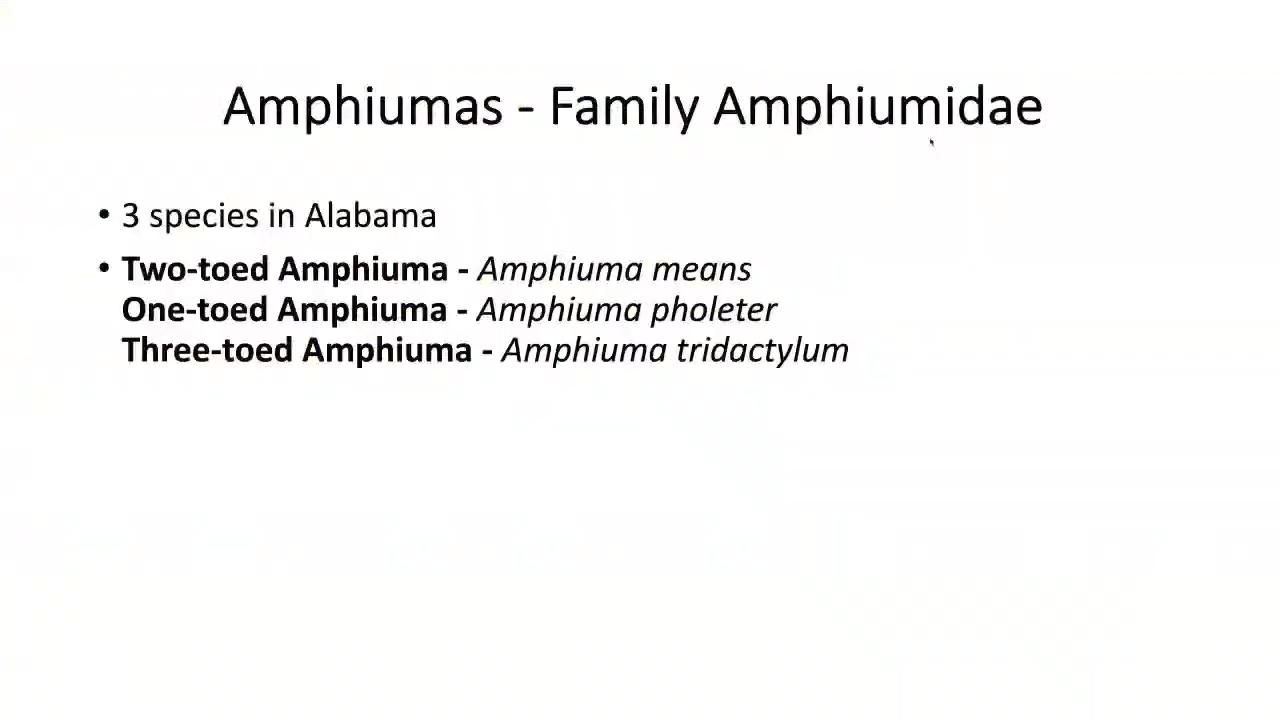 Amphiumas - Family Amphiumidae
• 3 species in Alabama
• Two-toed Amphiuma - Amphiuma means
One-toed Amphiuma - Amphiuma pholeter
Three-toed Amphiuma - Amphiuma tridactylum